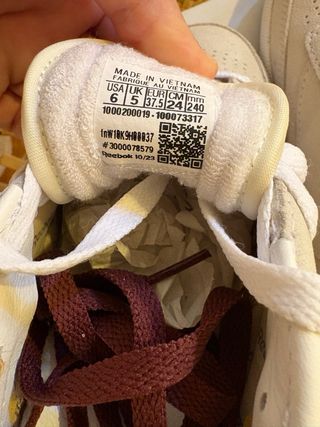 MADE IN VIETNAM
FABRIQUE AU VIETNAM
USA UK EUR CM mm
6 5 37.5 24 240
1000200019-100073317
fnW10K9H00037
#3000078579
Reebok 10/23